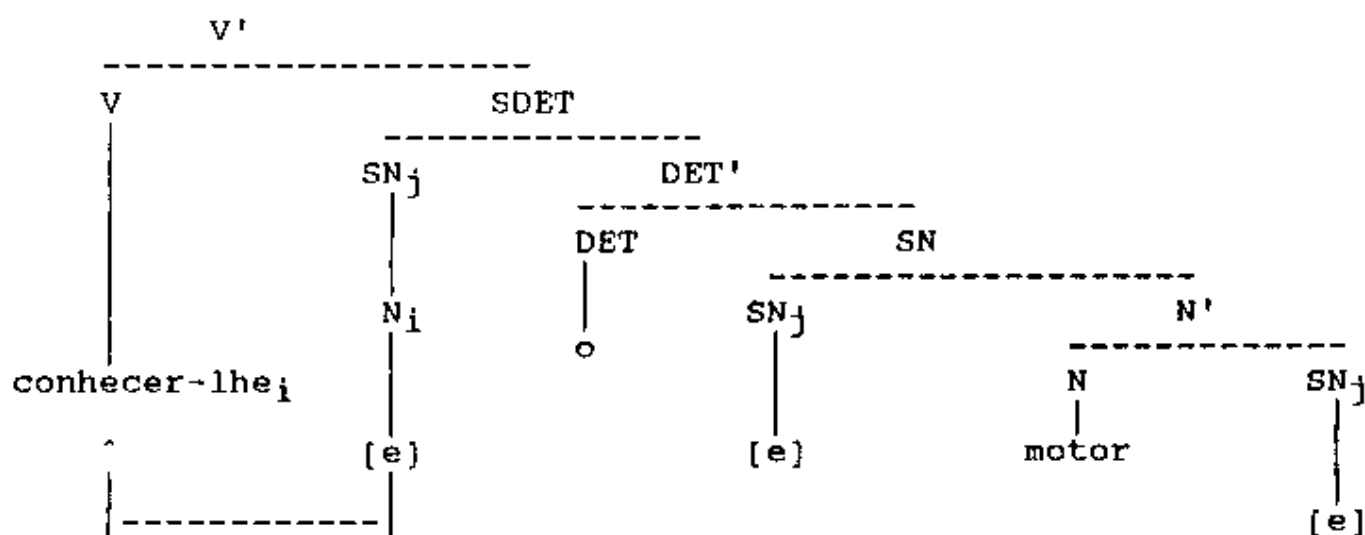 V'
V SDET
SNj DET'
DET SN
Ni SNj N'
o
conhecer-lhei N SNj
[e] [e] motor
[e]